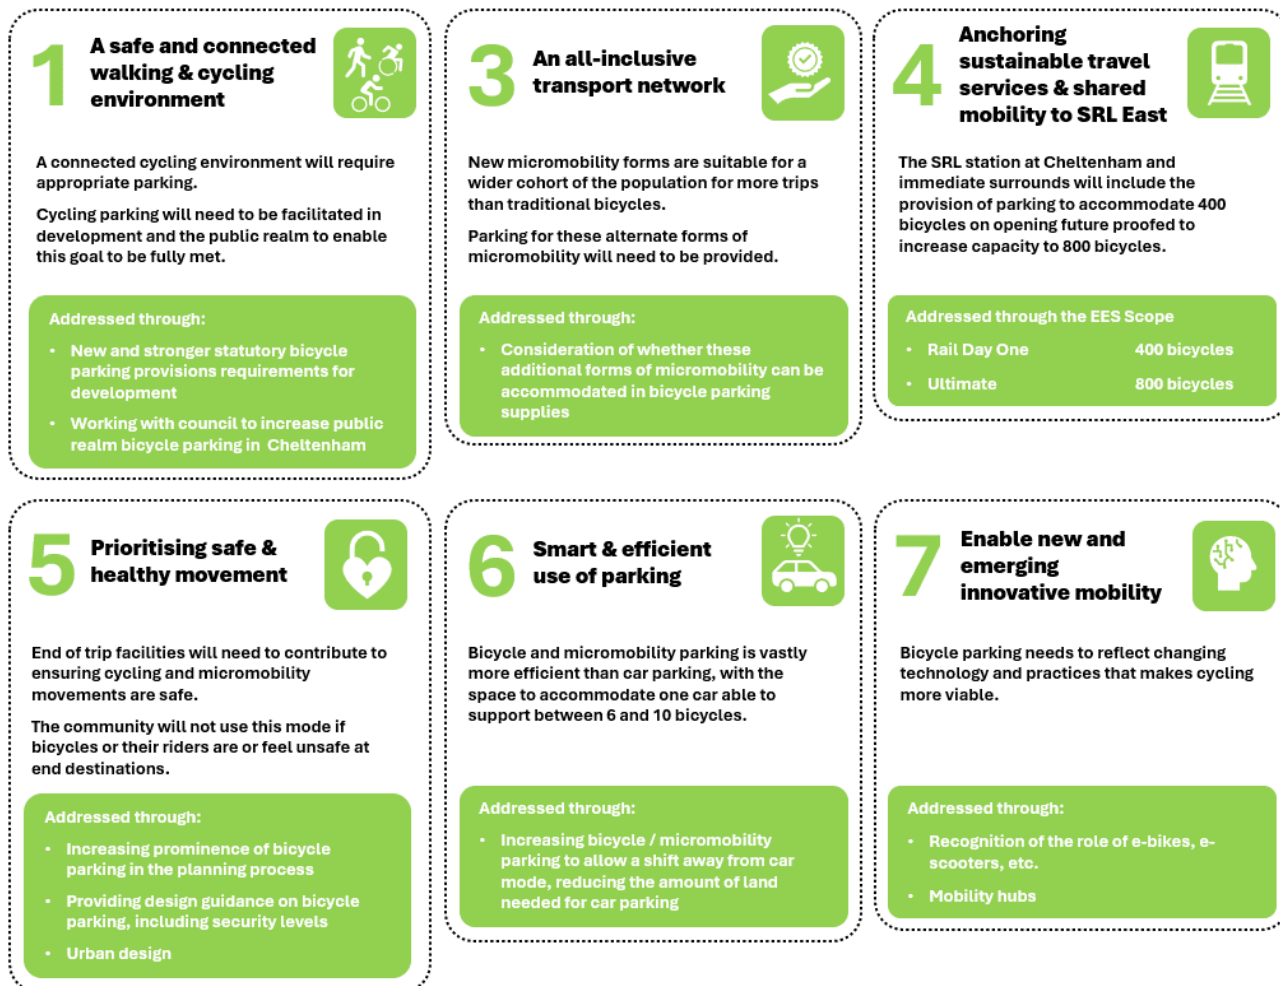 1
A safe and connected
walking & cycling
environment
A connected cycling environment will require
appropriate parking.
Cycling parking will need to be facilitated in
development and the public realm to enable
this goal to be fully met.
Addressed through:
• New and stronger statutory bicycle
parking provisions requirements for
development
• Working with council to increase public
realm bicycle parking in Cheltenham
3
An all-inclusive
transport network
New micromobility forms are suitable for a
wider cohort of the population for more trips
than traditional bicycles.
Parking for these alternate forms of
micromobility will need to be provided.
Addressed through:
• Consideration of whether these
additional forms of micromobility can be
accommodated in bicycle parking
supplies
4
Anchoring
sustainable travel
services & shared
mobility to SRL East
The SRL station at Cheltenham and
immediate surrounds will include the
provision of parking to accommodate 400
bicycles on opening future proofed to
increase capacity to 800 bicycles.
Addressed through the EES Scope
• Rail Day One 400 bicycles
• Ultimate 800 bicycles
5
Prioritising safe &
healthy movement
End of trip facilities will need to contribute to
ensuring cycling and micromobility
movements are safe.
The community will not use this mode if
bicycles or their riders are or feel unsafe at
end destinations.
Addressed through:
• Increasing prominence of bicycle
parking in the planning process
• Providing design guidance on bicycle
parking, including security levels
• Urban design
6
Smart & efficient
use of parking
Bicycle and micromobility parking is vastly
more efficient than car parking, with the
space to accommodate one car able to
support between 6 and 10 bicycles.
Addressed through:
• Increasing bicycle / micromobility
parking to allow a shift away from car
mode, reducing the amount of land
needed for car parking
7
Enable new and
emerging
innovative mobility
Bicycle parking needs to reflect changing
technology and practices that makes cycling
more viable.
Addressed through:
• Recognition of the role of e-bikes, e-
scooters, etc.
• Mobility hubs